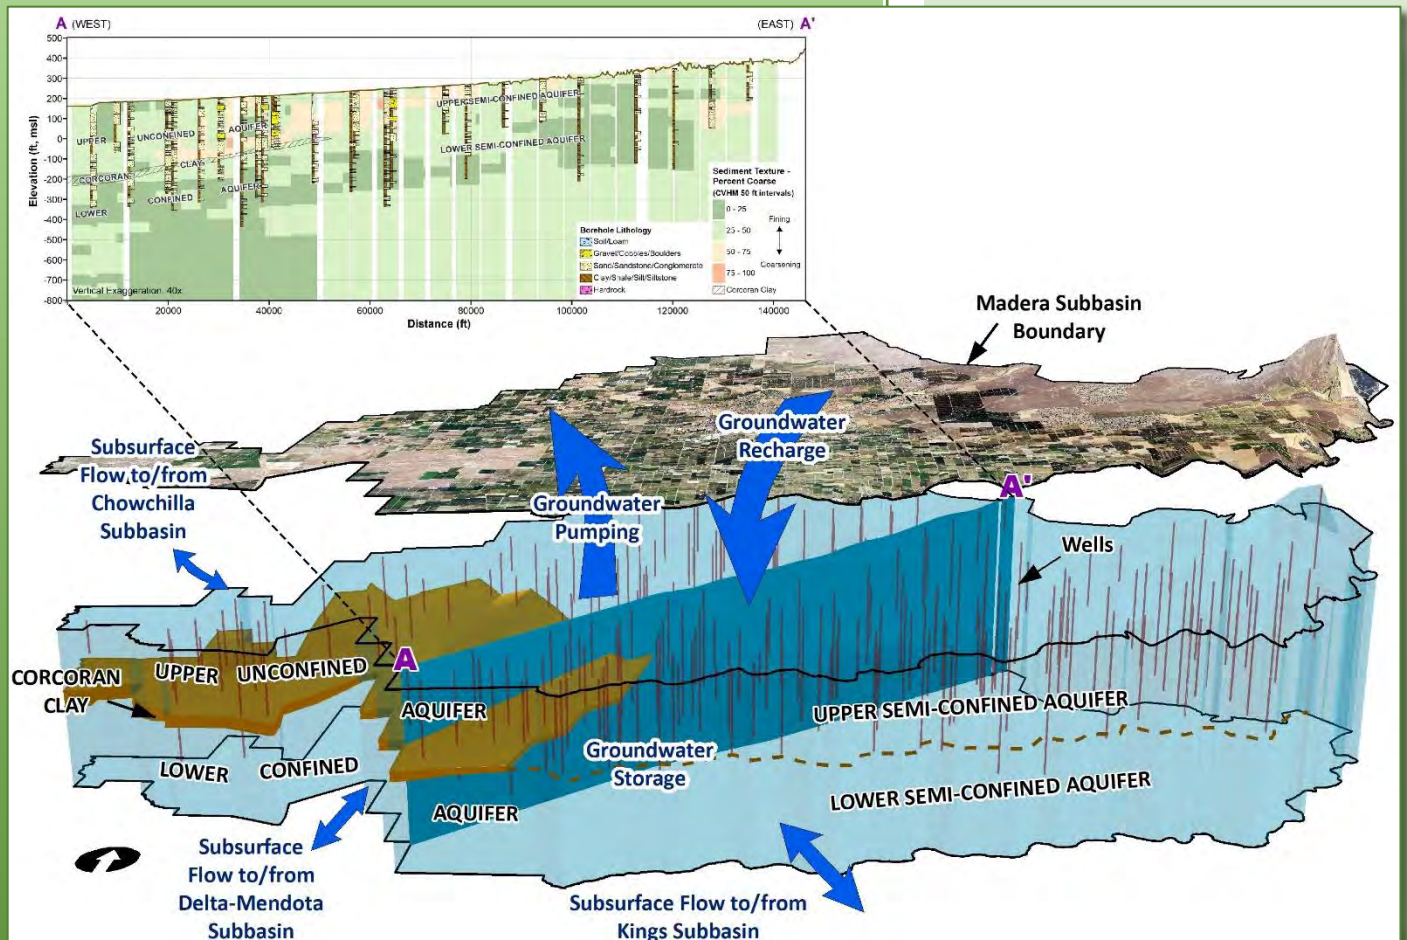 A (WEST)
(EAST) A'
500
400
300
200
100
0
-100
-200
-300
-400
-500
-600
-700
-800
Elevation (ft, msl)
UPPER UNCONFINED AQUIFER
UPPER SEMI-CONFINED AQUIFER
LOWER SEMI-CONFINED AQUIFER
CORCORAN CLAY
LOWER CONFINED AQUIFER
Vertical Exaggeration: 40x
Borehole Lithology
Soil/Loam
Gravel/Cobbles/Boulders
Sand/Sandstone/Conglomerate
Clay/Shale/Silt/Siltstone
Hardrock
Sediment Texture -
Percent Coarse
(CVHM 50 ft intervals)
0 - 25
25 - 50
50 - 75
75 - 100
Fining
Coarsening
Corcoran Clay
20000 40000 60000 80000 100000 120000 140000
Distance (ft)
Madera Subbasin
Boundary
Subsurface
Flow to/from
Chowchilla
Subbasin
Groundwater
Pumping
Groundwater
Recharge
A'
Wells
A
CORCORAN
CLAY
UPPER UNCONFINED
AQUIFER
UPPER SEMI-CONFINED AQUIFER
LOWER CONFINED
AQUIFER
Groundwater
Storage
LOWER SEMI-CONFINED AQUIFER
Subsurface
Flow to/from
Delta-Mendota
Subbasin
Subsurface Flow to/from
Kings Subbasin